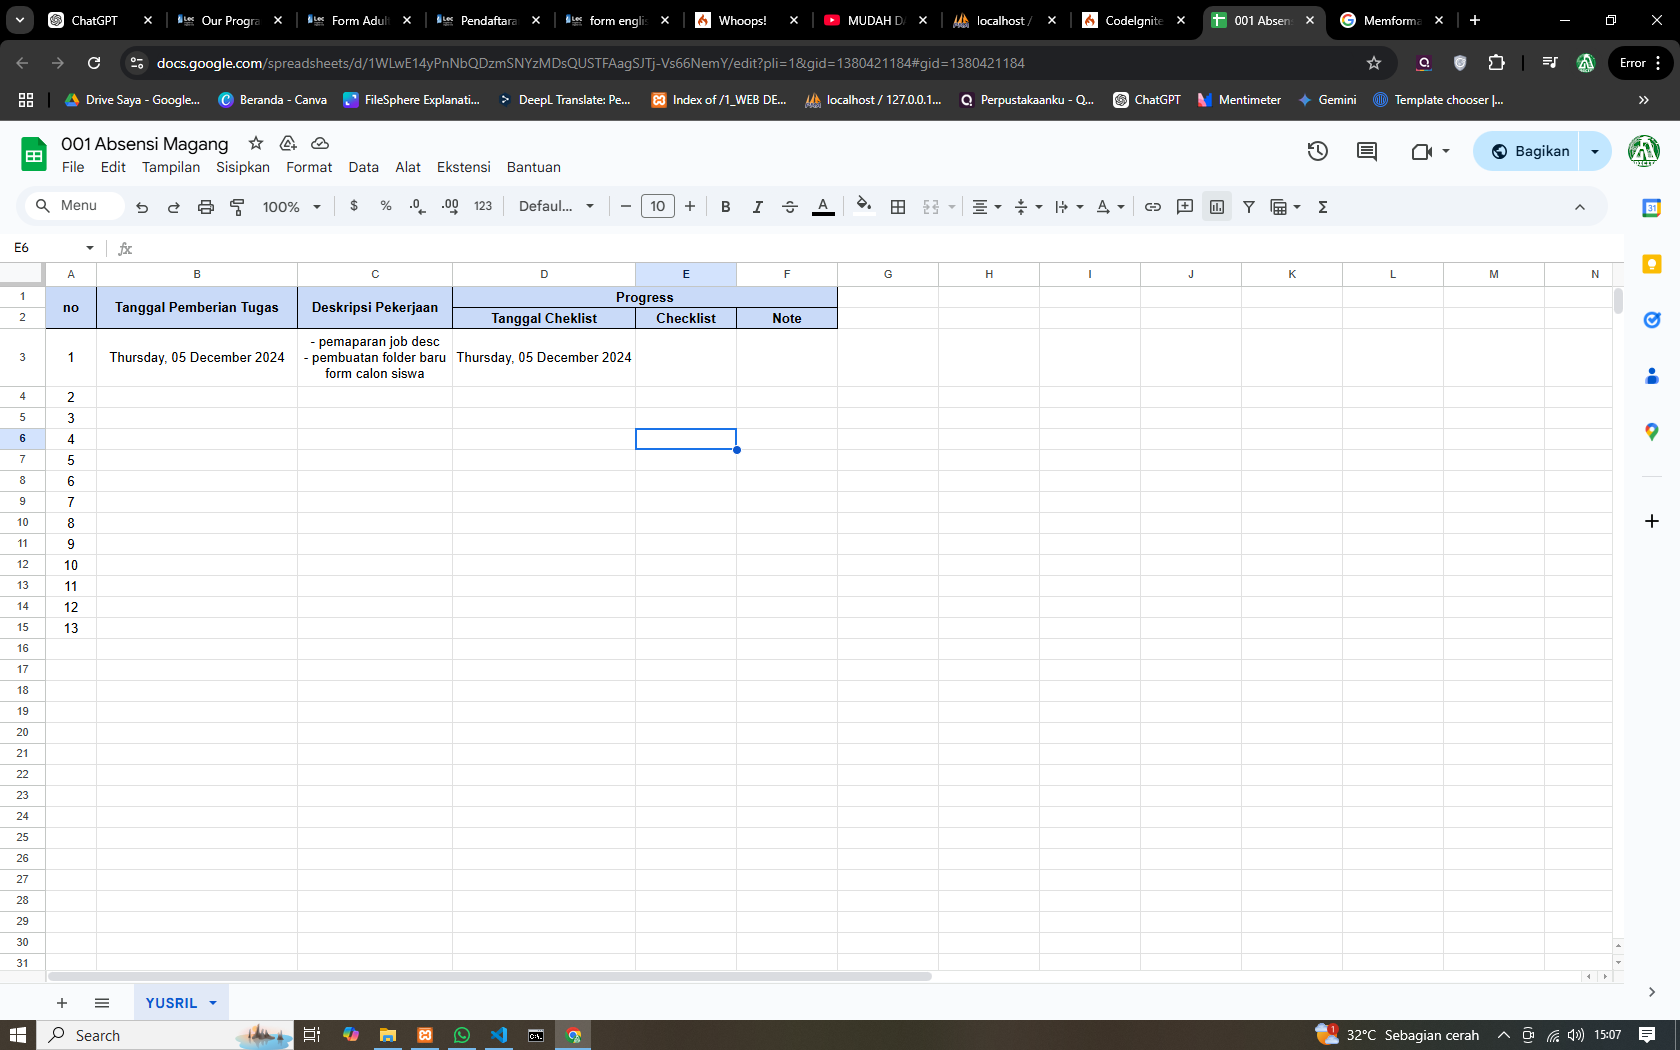 ChatGPT
Our Progra
Form Adul
Pendaftara
form englis
Whoops!
MUDAH D
localhost /
CodeIgnite
001 Absen
Memforma
docs.google.com/spreadsheets/d/1WLwE14yPnNbQDzmSNYzMDsQUSTFAagSJTj-Vs66NemY/edit?pli=1&gid=1380421184#gid=1380421184
Error
Drive Saya - Google...
Beranda - Canva
FileSphere Explanati...
DeepL Translate: Pe...
Index of /1_WEB DE...
localhost / 127.0.0.1...
Perpustakaanku - Q...
ChatGPT
Mentimeter
Gemini
Template chooser |...
001 Absensi Magang
File Edit Tampilan Sisipkan Format Data Alat Ekstensi Bantuan
Bagikan
Menu 100% $ % .0 .00 123 Defaul... 10 B I A Σ
31
E6
fx
A B C D E F G H I J K L M N
1 no Tanggal Pemberian Tugas Deskripsi Pekerjaan Progress
2 Tanggal Cheklist Checklist Note
3 1 Thursday, 05 December 2024 - pemaparan job desc
- pembuatan folder baru
form calon siswa Thursday, 05 December 2024
4 2
5 3
6 4
7 5
8 6
9 7
10 8
11 9
12 10
13 11
14 12
15 13
16
17
18
19
20
21
22
23
24
25
26
27
28
29
30
31
YUSRIL
Search
1
32°C Sebagian cerah
15:07